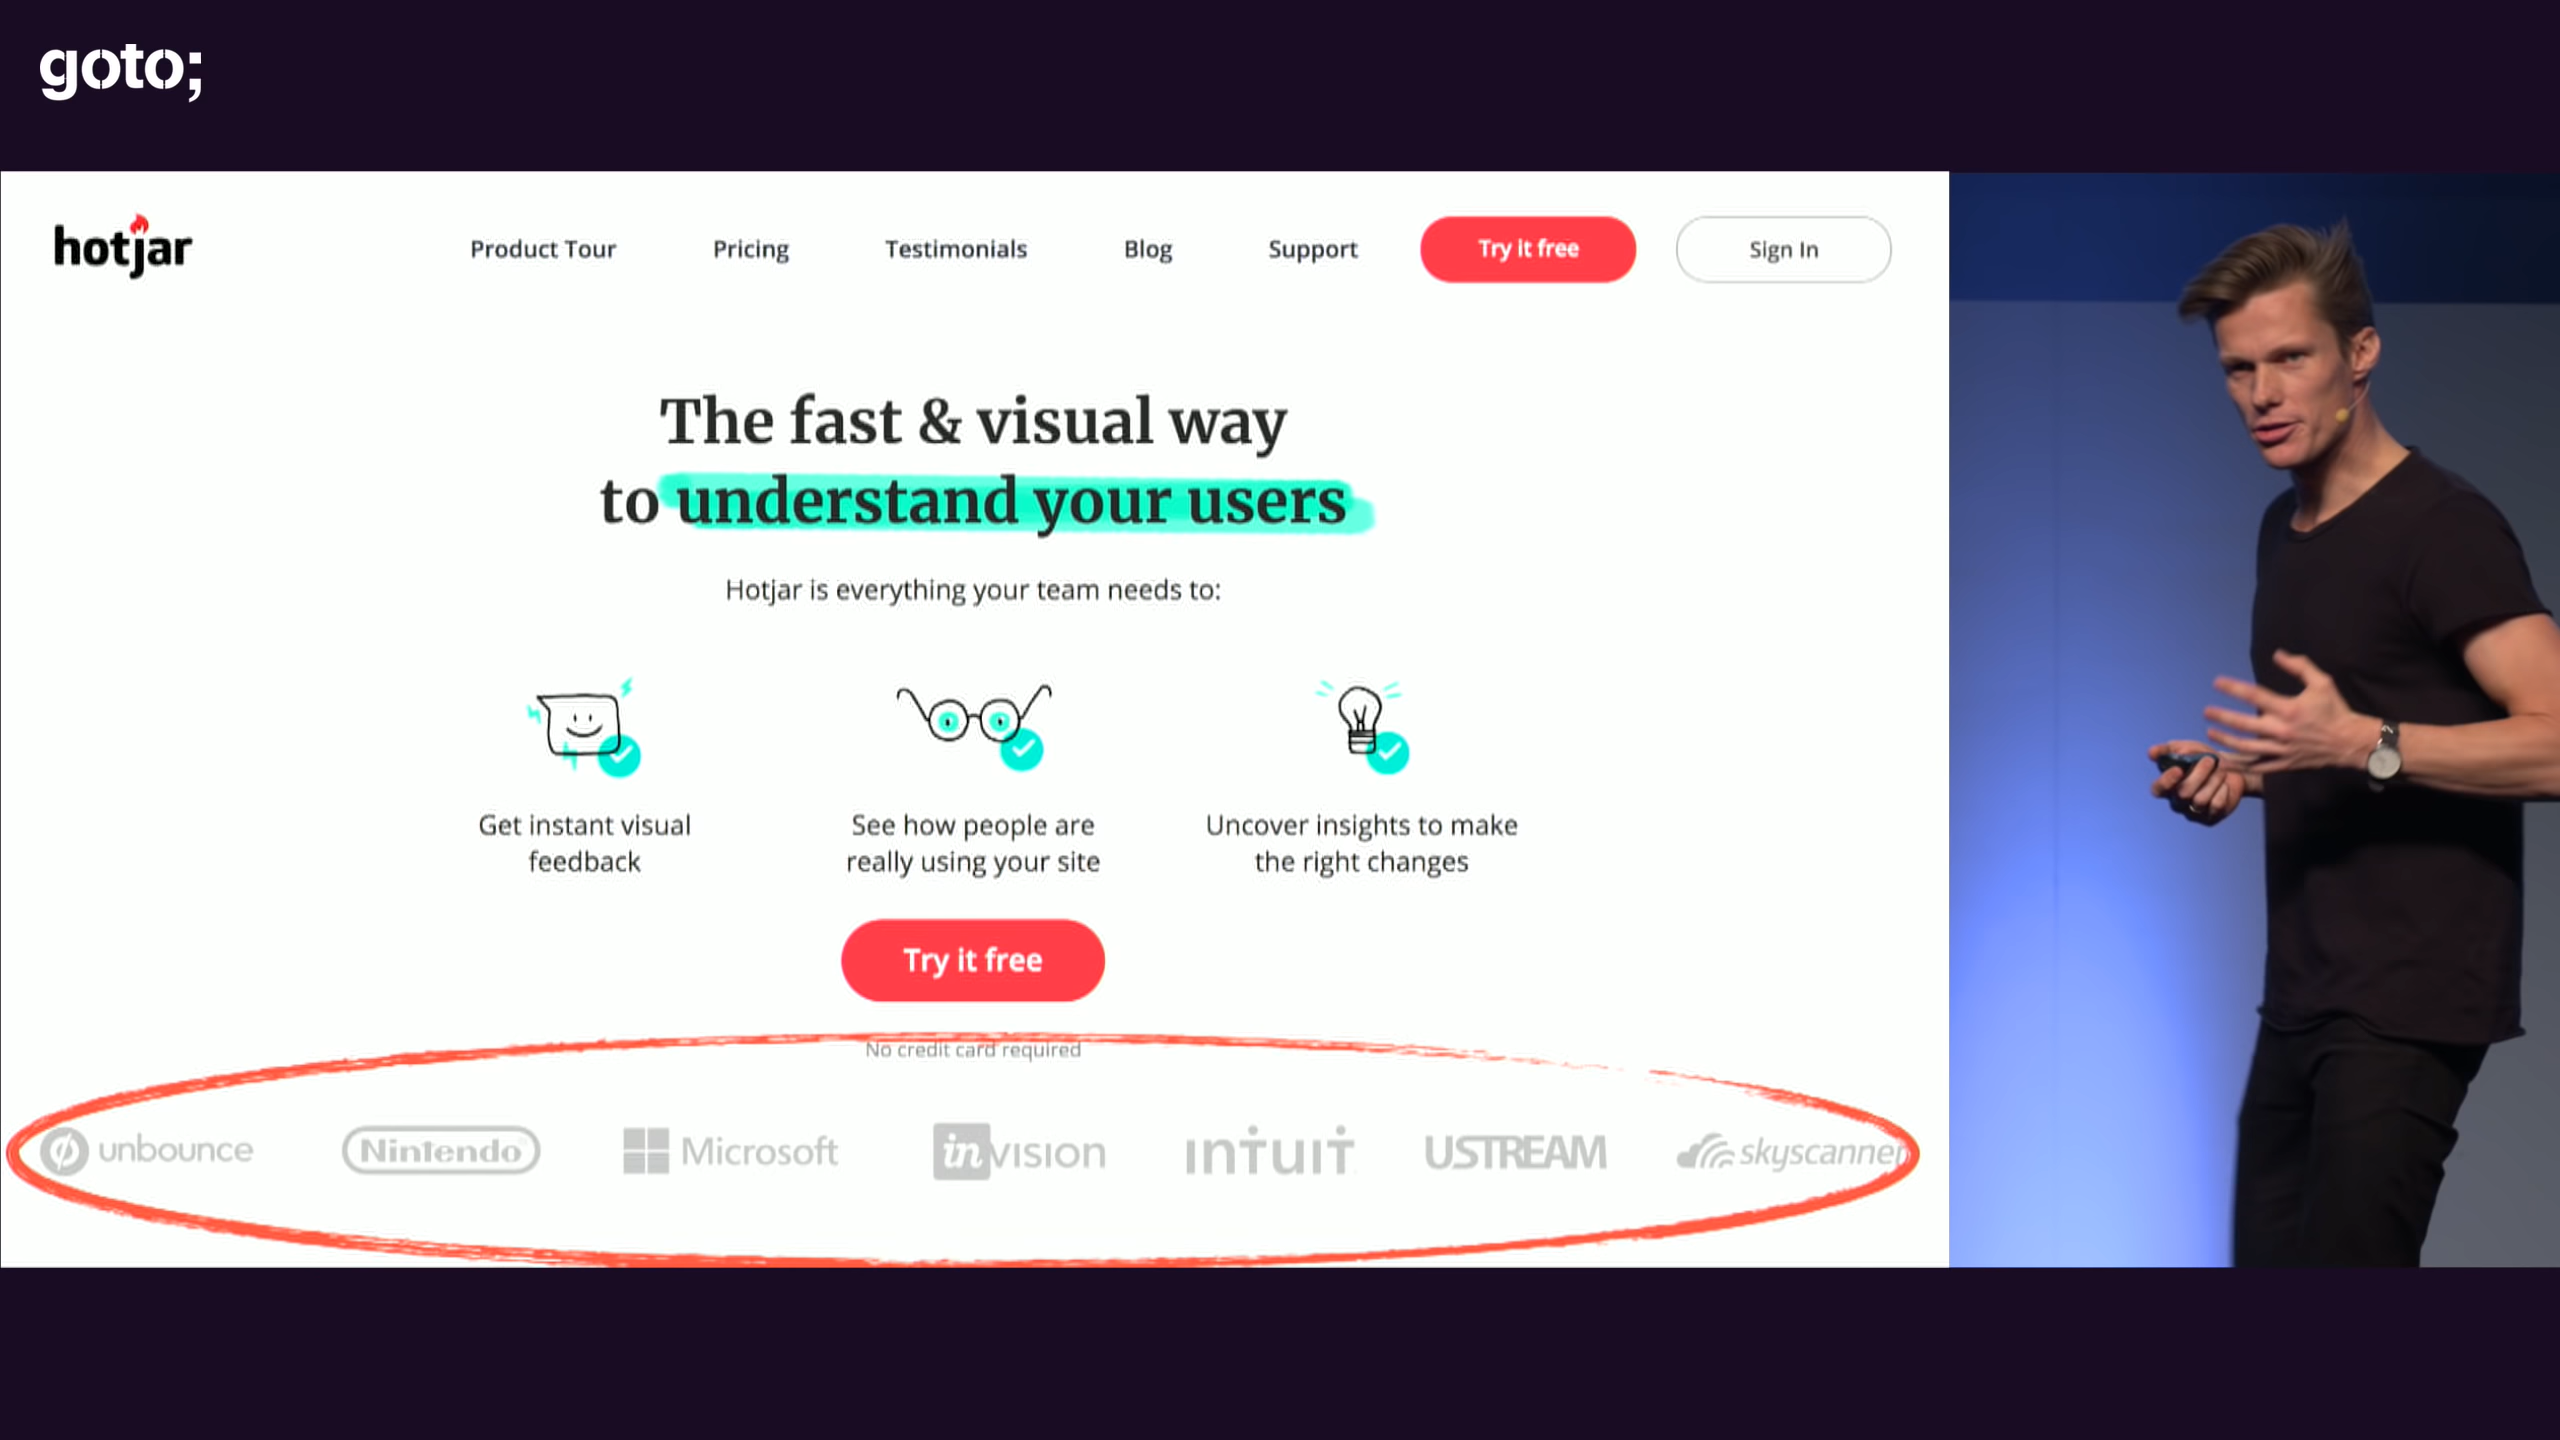 goto;
hotjar
Product Tour
Pricing
Testimonials
Blog
Support
Try it free
Sign In
The fast & visual way
to understand your users
Hotjar is everything your team needs to:
Get instant visual
feedback
See how people are
really using your site
Uncover insights to make
the right changes
Try it free
No credit card required
unbounce
Nintendo
Microsoft
invision
intuit
USTREAM
skyscanner